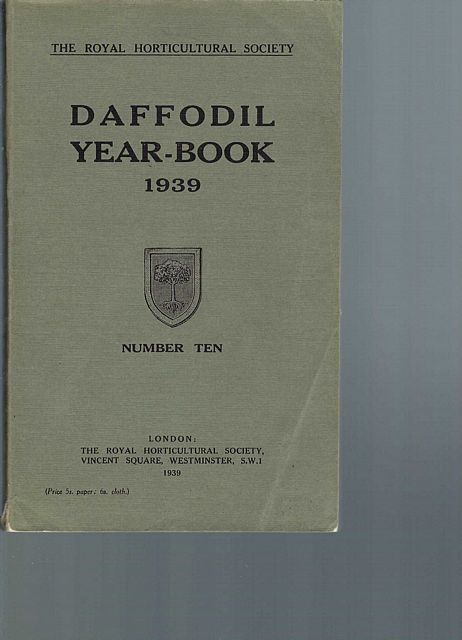 THE ROYAL HORTICULTURAL SOCIETY
DAFFODIL
YEAR-BOOK
1939
NUMBER TEN
LONDON:
THE ROYAL HORTICULTURAL SOCIETY,
VINCENT SQUARE, WESTMINSTER, S.W.1
1939
(Price 5s. paper: 6s. cloth.)